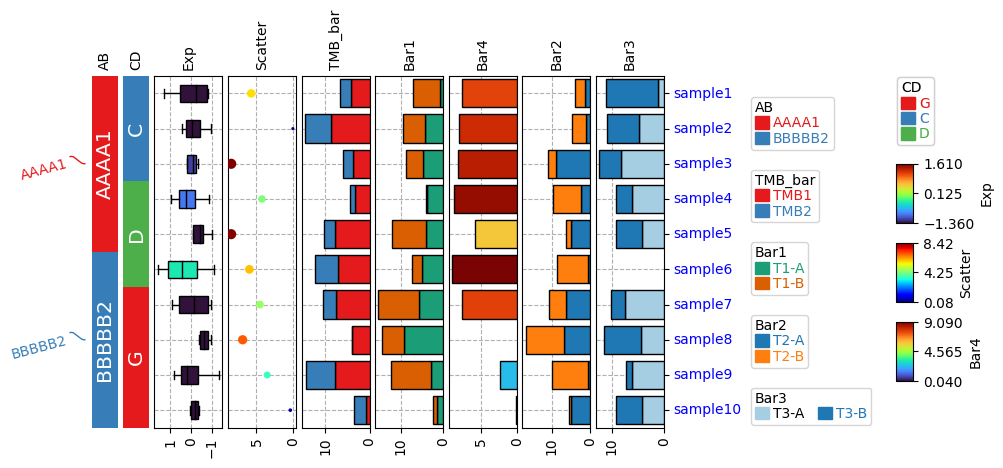 AB
CD
Exp
Scatter
TMB_bar
Bar1
Bar4
Bar2
Bar3
AAAA1
BBBBB2
AAAA1
BBBBB2
C
D
G
sample1
sample2
sample3
sample4
sample5
sample6
sample7
sample8
sample9
sample10
1
0
−1
5
0
10
0
10
0
5
0
10
0
10
0
AB
AAAA1
BBBBB2
TMB_bar
TMB1
TMB2
Bar1
T1-A
T1-B
Bar2
T2-A
T2-B
Bar3
T3-A T3-B
CD
G
C
D
1.610
0.125
−1.360
Exp
8.42
4.25
0.08
Scatter
9.090
4.565
0.040
Bar4